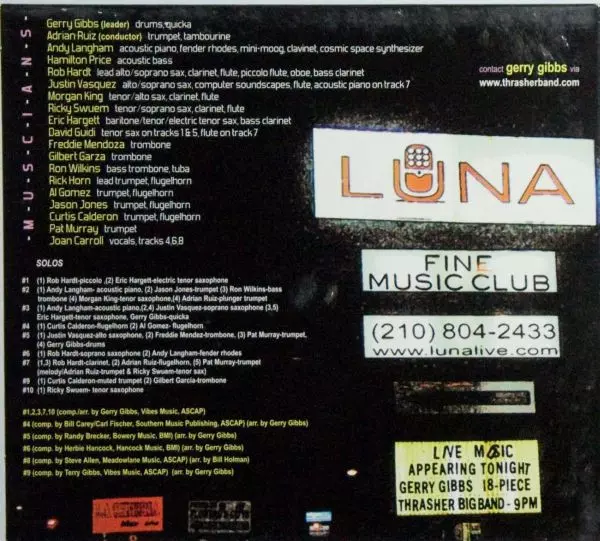 - M - U - S - C - I - A - N - S -
Gerry Gibbs (leader) drums, quicka
Adrian Ruiz (conductor) trumpet, tambourine
Andy Langham acoustic piano, fender rhodes, mini-moog, clavinet, cosmic space synthesizer
Hamilton Price acoustic bass
Rob Hardt lead alto/soprano sax, clarinet, flute, piccolo flute, oboe, bass clarinet
Justin Vasquez alto/soprano sax, computer soundscapes, flute, acoustic piano on track 7
Morgan King tenor/alto sax, clarinet, flute
Ricky Swuem tenor/soprano sax, clarinet, flute
Eric Hargett baritone/tenor/electric tenor sax, bass clarinet
David Guidi tenor sax on tracks 1 & 5, flute on track 7
Freddie Mendoza trombone
Gilbert Garza trombone
Ron Wilkins bass trombone, tuba
Rick Horn lead trumpet, flugelhorn
Al Gomez trumpet, flugelhorn
Jason Jones trumpet, flugelhorn
Curtis Calderon trumpet, flugelhorn
Pat Murray trumpet
Joan Carroll vocals, tracks 4,6,8
SOLOS
#1 (1) Rob Hardt-piccolo ,(2) Eric Hargett-electric tenor saxophone
#2 (1) Andy Langham- acoustic piano, (2) Jason Jones-trumpet (3) Ron Wilkins-bass
trombone (4) Morgan King-tenor saxophone,(4) Adrian Ruiz-plunger trumpet
#3 (1) Andy Langham-acoustic piano,(2,4) Justin Vasquez-soprano saxophone (3,5)
Eric Hargett-tenor saxophone, Gerry Gibbs-quicka
#4 (1) Curtis Calderon-flugelhorn (2) Al Gomez- flugelhorn
#5 (1) Justin Vasquez-alto saxophone, (2) Freddie Mendez-trombone, (3) Pat Murray-trumpet,
(4) Gerry Gibbs-drums
#6 (1) Rob Hardt-soprano saxophone (2) Andy Langham-fender rhodes
#7 (1,3) Rob Hardt-clarinet, (2) Adrian Ruiz-flugelhorn, (5) Pat Murray-trumpet
(melody/Adrian Ruiz-trumpet & Ricky Swuem-tenor sax)
#9 (1) Curtis Calderon-muted trumpet (2) Gilbert Garcia-trombone
#10 (1) Ricky Swuem- tenor saxophone
#1,2,3,7,10 (comp./arr. by Gerry Gibbs, Vibes Music, ASCAP)
#4 (comp. by Bill Carey/Carl Fischer, Southern Music Publishing, ASCAP) (arr. by Gerry Gibbs)
#5 (comp. by Randy Brecker, Bowery Music, BMI) (arr. by Gerry Gibbs)
#6 (comp. by Herbie Hancock, Hancock Music, BMI) (arr. by Gerry Gibbs)
#8 (comp. by Steve Allen, Meadowlane Music, ASCAP) (arr. by Bill Holman)
#9 (comp. by Terry Gibbs, Vibes Music, ASCAP) (arr. by Gerry Gibbs)
contact gerry gibbs via
www.thrasherband.com
LUNA
FINE
MUSIC CLUB
(210) 804-2433
www.lunalive.com
LIVE MUSIC
APPEARING TONIGHT
GERRY GIBBS 18-PIECE
THRASHER BIG BAND - 9PM